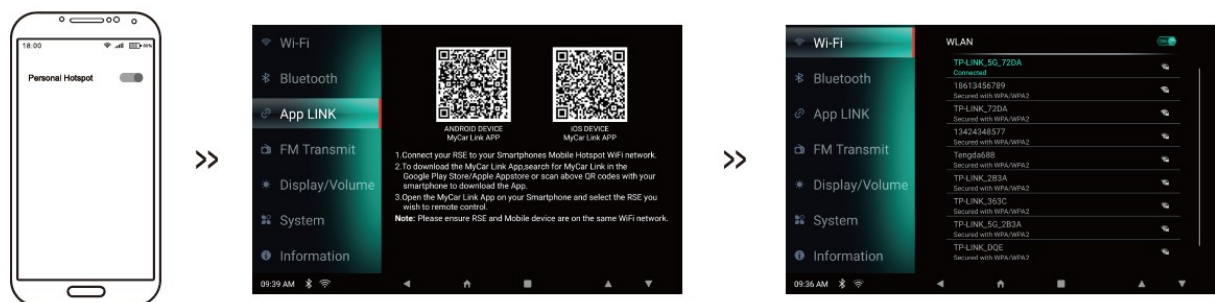 18:00
86%
Personal Hotspot
»
Wi-Fi
Bluetooth
App LINK
FM Transmit
Display/Volume
System
Information
ANDROID DEVICE
MyCar Link APP
iOS DEVICE
MyCar Link APP
1.Connect your RSE to your Smartphones Mobile Hotspot WiFi network.
2.To download the MyCar Link App,search for MyCar Link in the
Google Play Store/Apple Appstore or scan above QR codes with your
smartphone to download the App.
3.Open the MyCar Link App on your Smartphone and select the RSE you
wish to remote control.
Note: Please ensure RSE and Mobile device are on the same WiFi network.
09:39 AM
»
Wi-Fi
Bluetooth
App LINK
FM Transmit
Display/Volume
System
Information
WLAN
TP-LINK_5G_72DA
Connected
18613456789
Secured with WPA/WPA2
TP-LINK_72DA
13424348577
Secured with WPA/WPA2
Tengda688
Secured with WPA/WPA2
TP-LINK_2B3A
Secured with WPA/WPA2
TP-LINK_363C
Secured with WPA/WPA2
TP-LINK_5G_2B3A
Secured with WPA/WPA2
TP-LINK_DQE
Secured with WPA/WPA2
09:36 AM